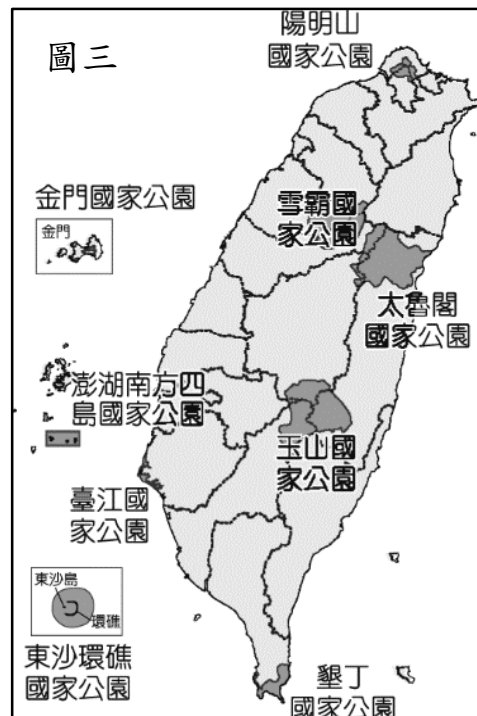 圖三
陽明山
國家公園
金門國家公園
金門
雪霸國
家公園
太魯閣
國家公園
澎湖南方四
島國家公園
玉山國
家公園
臺江國
家公園
東沙島
環礁
東沙環礁
國家公園
墾丁
國家公園